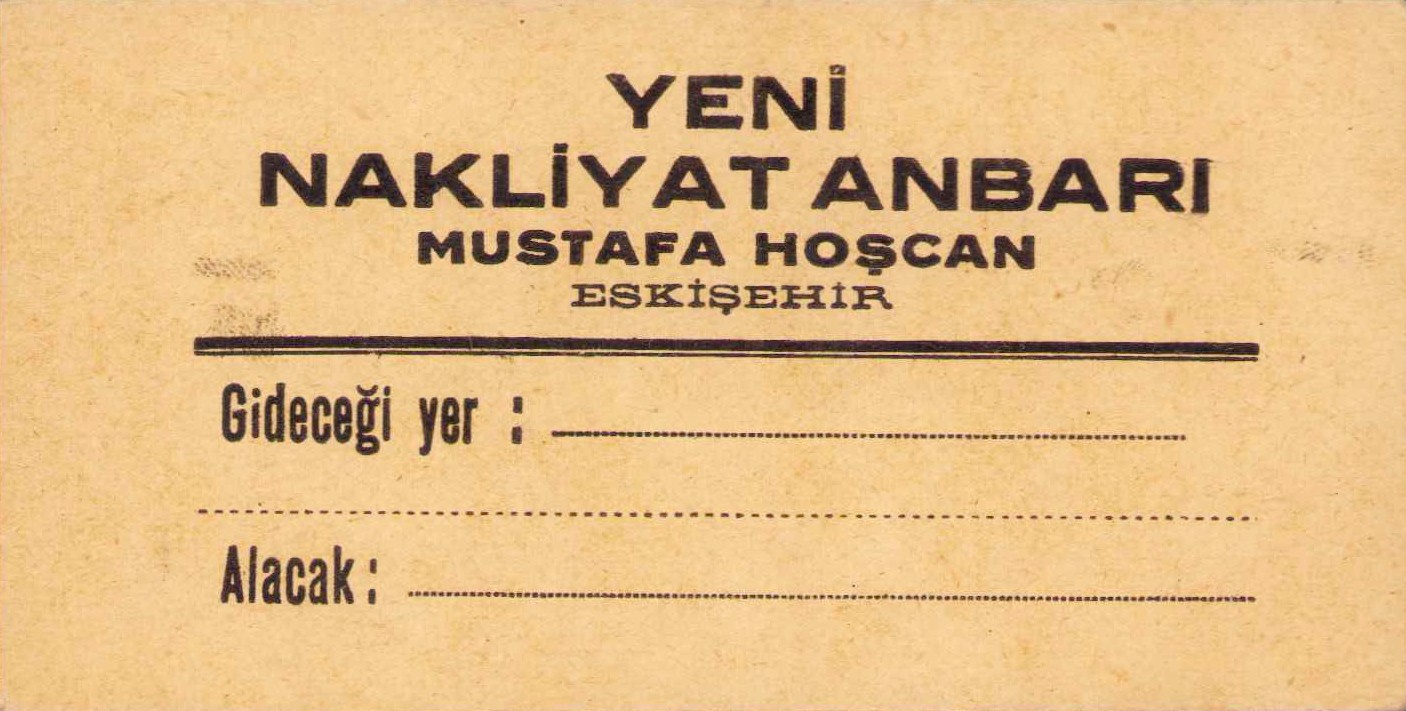 YENİ
NAKLİYAT ANBARI
MUSTAFA HOŞCAN
ESKİŞEHİR
Gideceği yer :
Alacak :